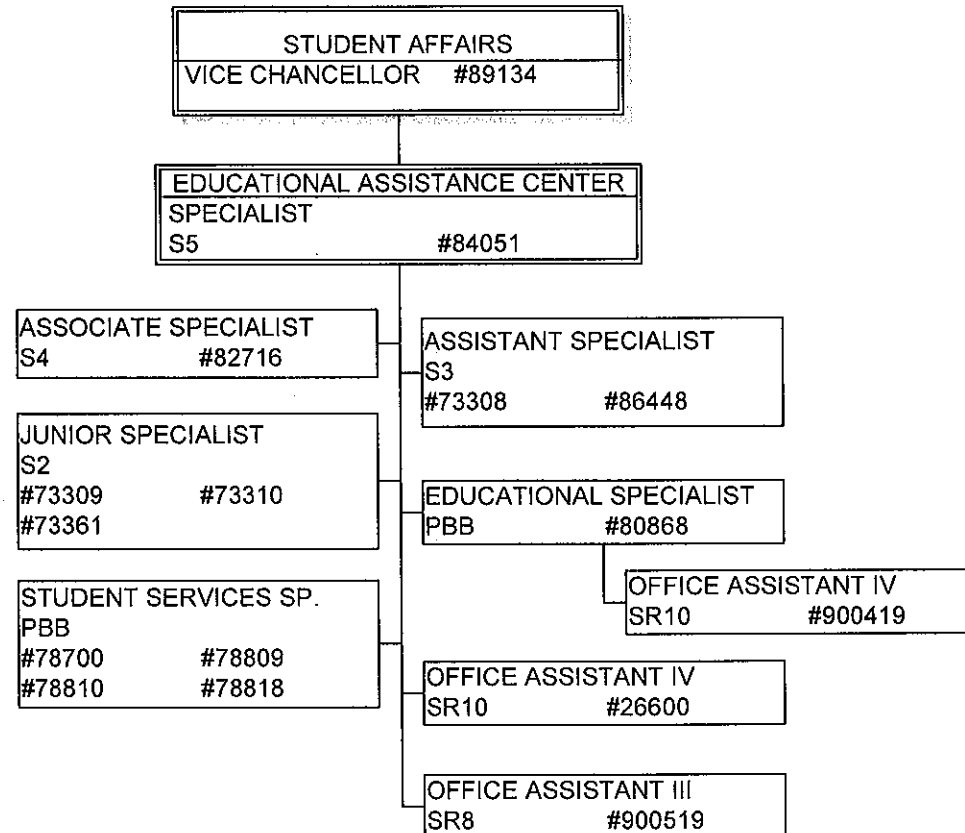 STUDENT AFFAIRS
VICE CHANCELLOR #89134
EDUCATIONAL ASSISTANCE CENTER
SPECIALIST
S5 #84051
ASSOCIATE SPECIALIST
S4 #82716
ASSISTANT SPECIALIST
S3
#73308 #86448
JUNIOR SPECIALIST
S2
#73309 #73310
#73361
EDUCATIONAL SPECIALIST
PBB #80868
OFFICE ASSISTANT IV
SR10 #900419
STUDENT SERVICES SP.
PBB
#78700 #78809
#78810 #78818
OFFICE ASSISTANT IV
SR10 #26600
OFFICE ASSISTANT III
SR8 #900519